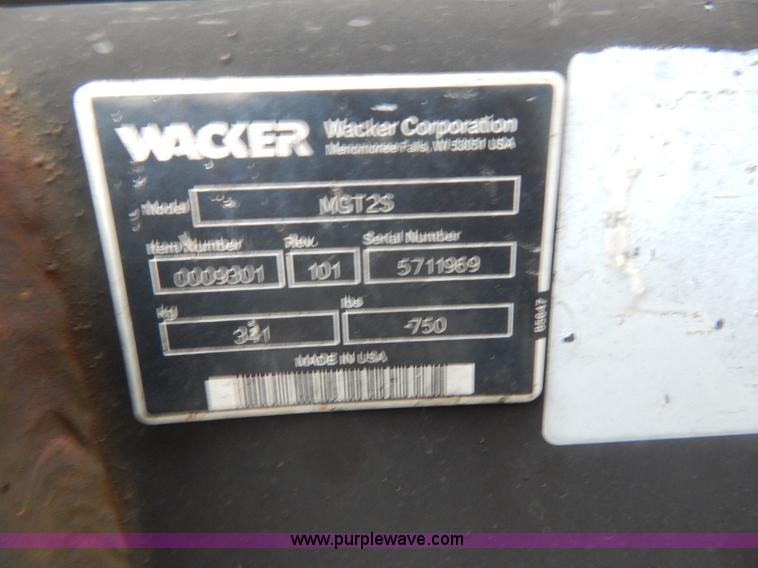 WACKER
Wacker Corporation
Menomonee Falls, WI 53051 USA
Model MGT2S
Item Number Rev. Serial Number
0009301 101 5711969
kg lbs
341 750
MADE IN USA
www.purplewave.com